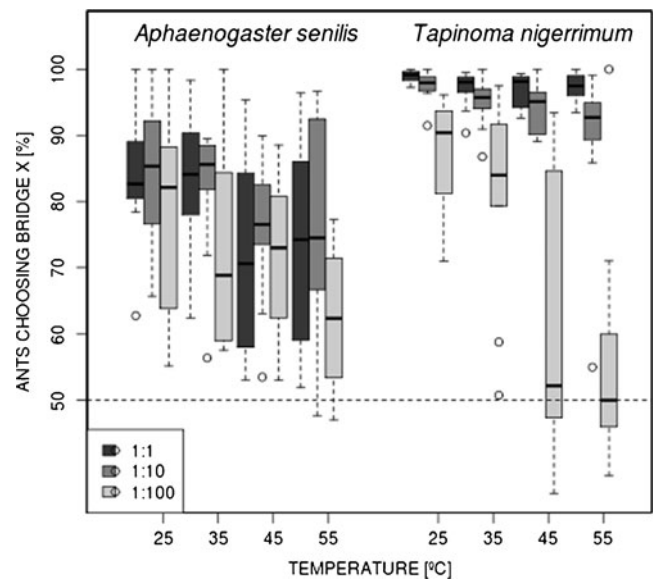 Aphaenogaster senilis Tapinoma nigerrimum
ANTS CHOOSING BRIDGE X [%]
100
90
80
70
60
50
1:1
1:10
1:100
25 35 45 55 25 35 45 55
TEMPERATURE [ºC]